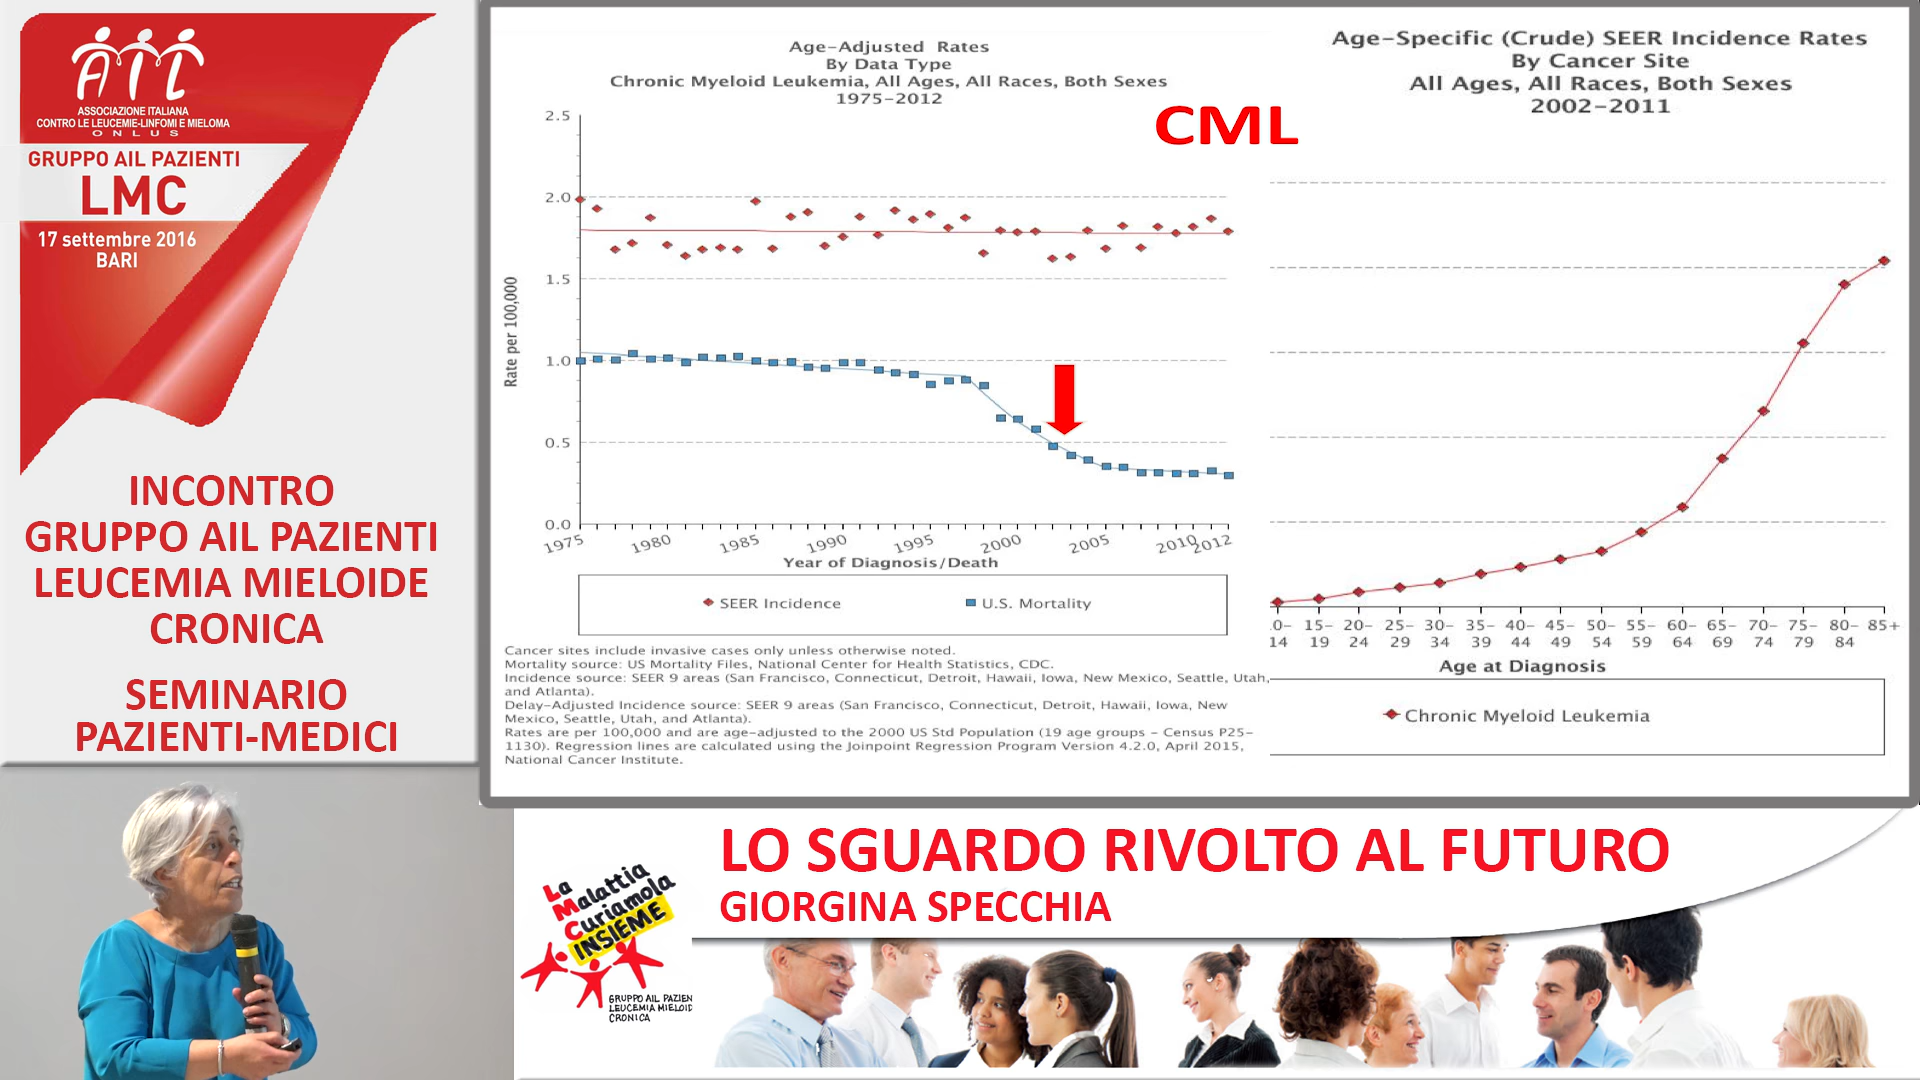 AIL
ASSOCIAZIONE ITALIANA
CONTRO LE LEUCEMIE-LINFOMI E MIELOMA
ONLUS
GRUPPO AIL PAZIENTI
LMC
17 settembre 2016
BARI
INCONTRO
GRUPPO AIL PAZIENTI
LEUCEMIA MIELOIDE
CRONICA
SEMINARIO
PAZIENTI-MEDICI
Age-Adjusted Rates
By Data Type
Chronic Myeloid Leukemia, All Ages, All Races, Both Sexes
1975-2012
CML
2.5
2.0
1.5
1.0
0.5
0.0
Rate per 100,000
1975 1980 1985 1990 1995 2000 2005 2010 2012
Year of Diagnosis/Death
SEER Incidence U.S. Mortality
Cancer sites include invasive cases only unless otherwise noted.
Mortality source: US Mortality Files, National Center for Health Statistics, CDC.
Incidence source: SEER 9 areas (San Francisco, Connecticut, Detroit, Hawaii, Iowa, New Mexico, Seattle, Utah,
and Atlanta).
Delay-Adjusted Incidence source: SEER 9 areas (San Francisco, Connecticut, Detroit, Hawaii, Iowa, New
Mexico, Seattle, Utah, and Atlanta).
Rates are per 100,000 and are age-adjusted to the 2000 US Std Population (19 age groups - Census P25-
1130). Regression lines are calculated using the Joinpoint Regression Program Version 4.2.0, April 2015,
National Cancer Institute.
Age-Specific (Crude) SEER Incidence Rates
By Cancer Site
All Ages, All Races, Both Sexes
2002-2011
0- 15- 20- 25- 30- 35- 40- 45- 50- 55- 60- 65- 70- 75- 80- 85+
14 19 24 29 34 39 44 49 54 59 64 69 74 79 84
Age at Diagnosis
Chronic Myeloid Leukemia
LO SGUARDO RIVOLTO AL FUTURO
GIORGINA SPECCHIA
La
Malattia
Curiamola
INSIEME
GRUPPO AIL PAZIEN
LEUCEMIA MIELOID
CRONICA